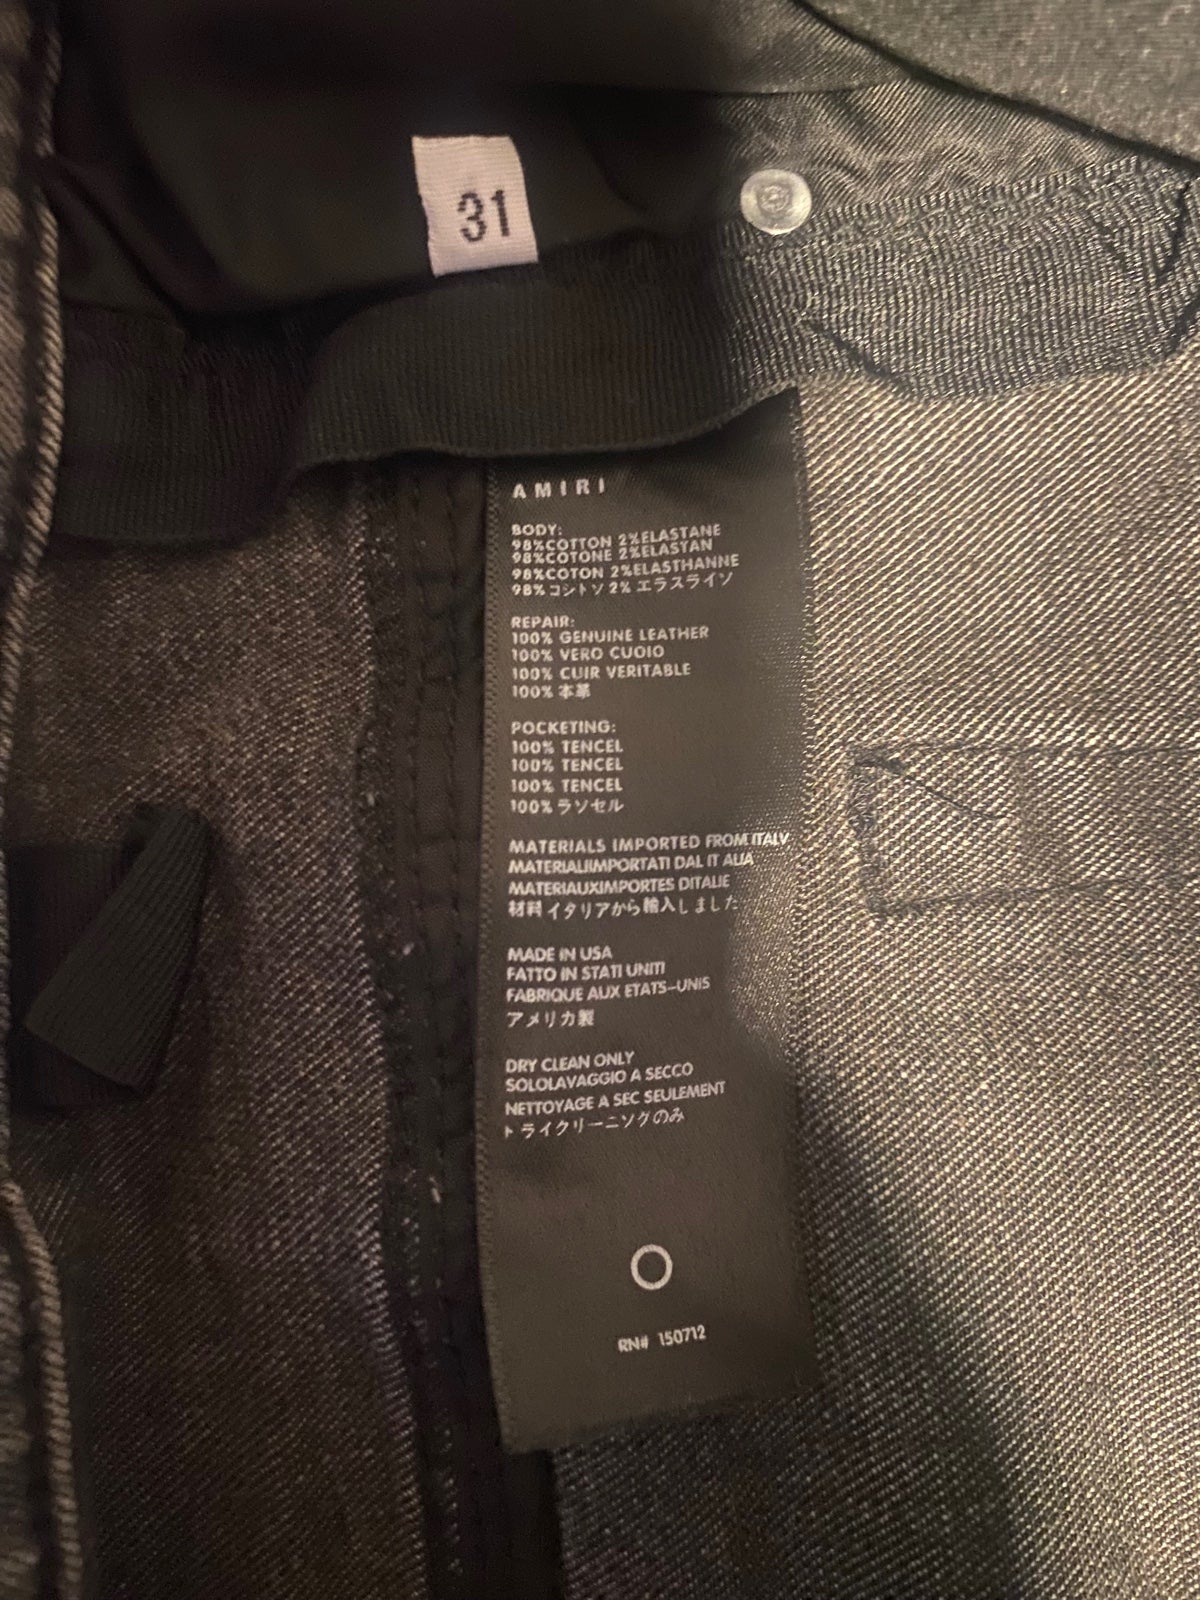 31
AMIRI
BODY:
98%COTTON 2%ELASTANE
98%COTONE 2%ELASTAN
98%COTON 2%ELASTHANNE
98%コシトソ2% エラスライソ
REPAIR:
100% GENUINE LEATHER
100% VERO CUOIO
100% CUIR VERITABLE
100% 本革
POCKETING:
100% TENCEL
100% TENCEL
100% TENCEL
100% ラソセル
MATERIALS IMPORTED FROM ITALY
MATERIALIIMPORTATI DAL IT ALIA
MATERIAUXIMPORTES DITALIE
材料イタリアから輸入しました
MADE IN USA
FATTO IN STATI UNITI
FABRIQUE AUX ETATS-UNIS
アメリカ製
DRY CLEAN ONLY
SOLOLAVAGGIO A SECCO
NETTOYAGE A SEC SEULEMENT
トライクリーニソグのみ
RN# 150712